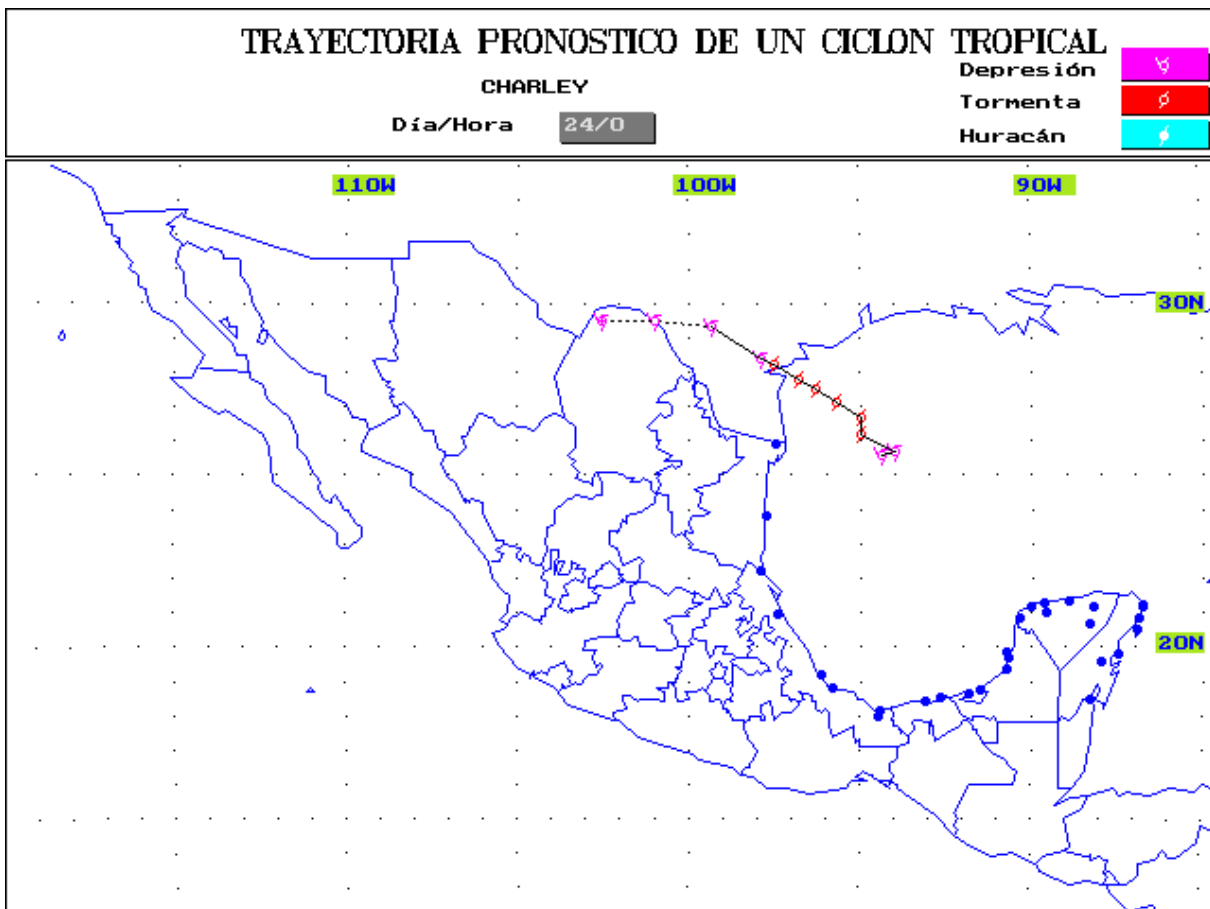 TRAYECTORIA PRONOSTICO DE UN CICLON TROPICAL
CHARLEY
Día/Hora 24/0
Depresión
Tormenta
Huracán
110W 100W 90W
30N
20N